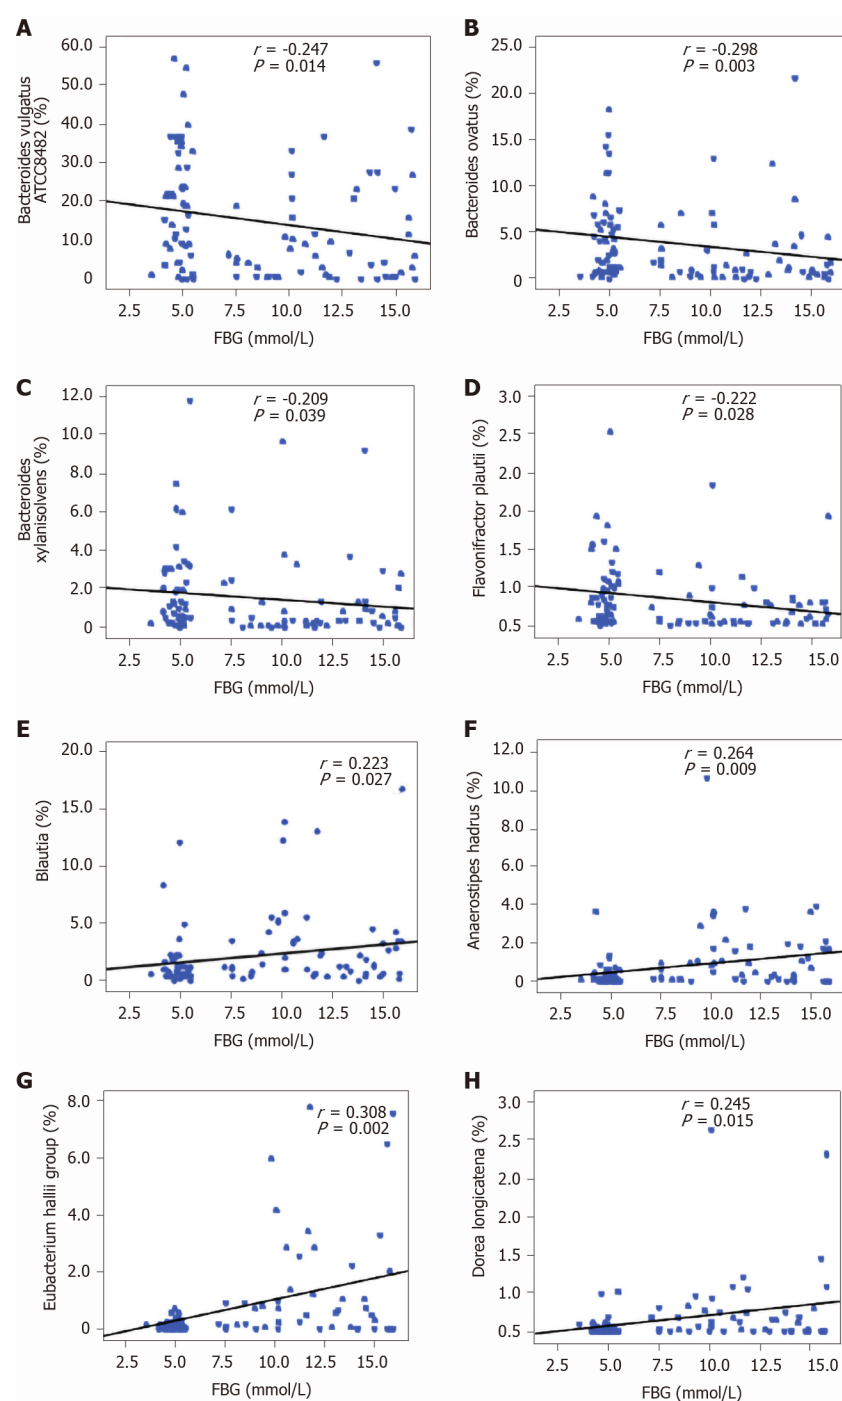 A
r = -0.247
P = 0.014
Bacteroides vulgatus
ATCC8482 (%)
60.0
50.0
40.0
30.0
20.0
10.0
0
2.5 5.0 7.5 10.0 12.5 15.0
FBG (mmol/L)
B
r = -0.298
P = 0.003
Bacteroides ovatus (%)
25.0
20.0
15.0
10.0
5.0
0
2.5 5.0 7.5 10.0 12.5 15.0
FBG (mmol/L)
C
r = -0.209
P = 0.039
Bacteroides
xylanisolvens (%)
12.0
10.0
8.0
6.0
4.0
2.0
0
2.5 5.0 7.5 10.0 12.5 15.0
FBG (mmol/L)
D
r = -0.222
P = 0.028
Flavonifractor plautii (%)
3.0
2.5
2.0
2.0
1.5
1.0
0.5
2.5 5.0 7.5 10.0 12.5 15.0
FBG (mmol/L)
E
r = 0.223
P = 0.027
Blautia (%)
20.0
15.0
10.0
5.0
0
2.5 5.0 7.5 10.0 12.5 15.0
FBG (mmol/L)
F
r = 0.264
P = 0.009
Anaerostipes hadrus (%)
12.0
10.0
8.0
6.0
4.0
2.0
0
2.5 5.0 7.5 10.0 12.5 15.0
FBG (mmol/L)
G
r = 0.308
P = 0.002
Eubacterium hallii group (%)
8.0
6.0
4.0
2.0
0
2.5 5.0 7.5 10.0 12.5 15.0
FBG (mmol/L)
H
r = 0.245
P = 0.015
Dorea longicatena (%)
3.0
2.5
2.0
2.0
1.5
1.0
0.5
2.5 5.0 7.5 10.0 12.5 15.0
FBG (mmol/L)